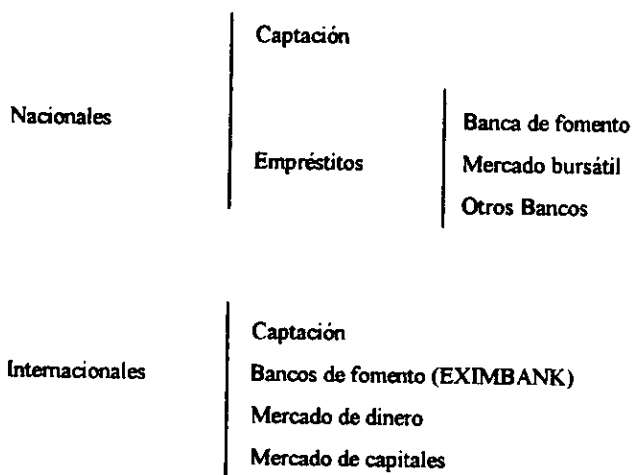 Captación
Nacionales
Banca de fomento
Empréstitos
Mercado bursátil
Otros Bancos
Captación
Internacionales
Bancos de fomento (EXIMBANK)
Mercado de dinero
Mercado de capitales